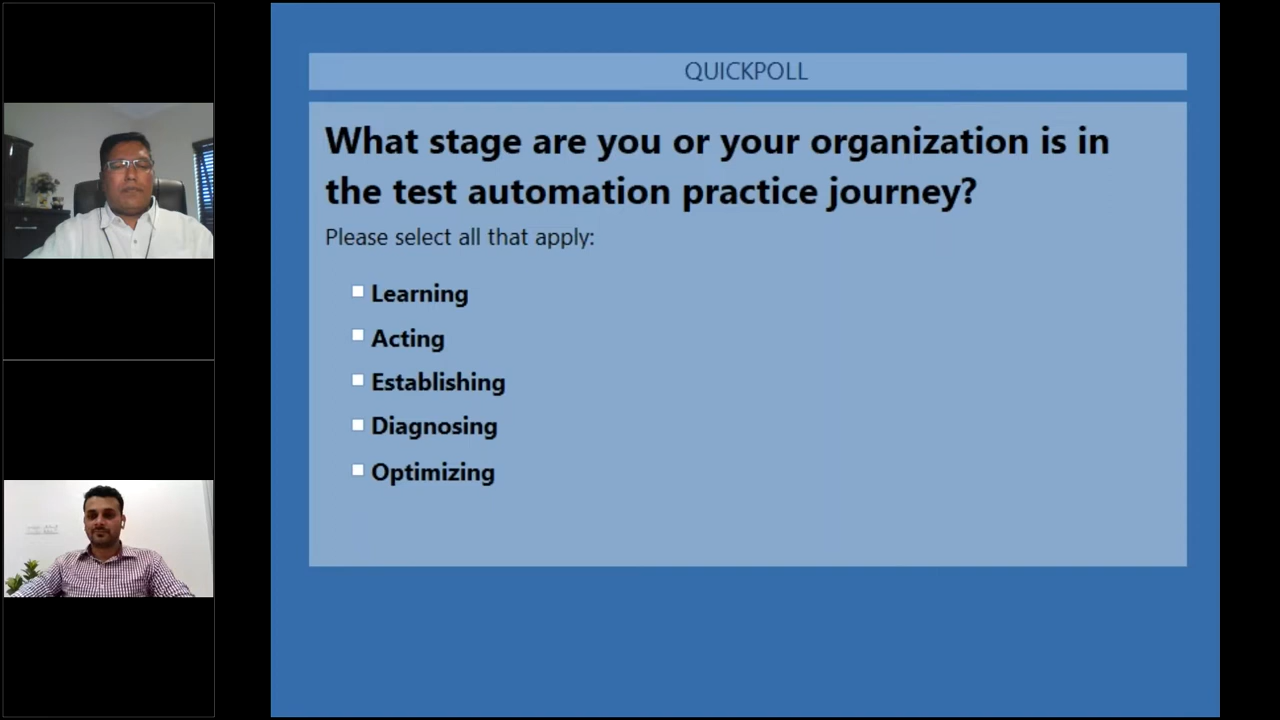 QUICKPOLL
What stage are you or your organization is in
the test automation practice journey?
Please select all that apply:
Learning
Acting
Establishing
Diagnosing
Optimizing